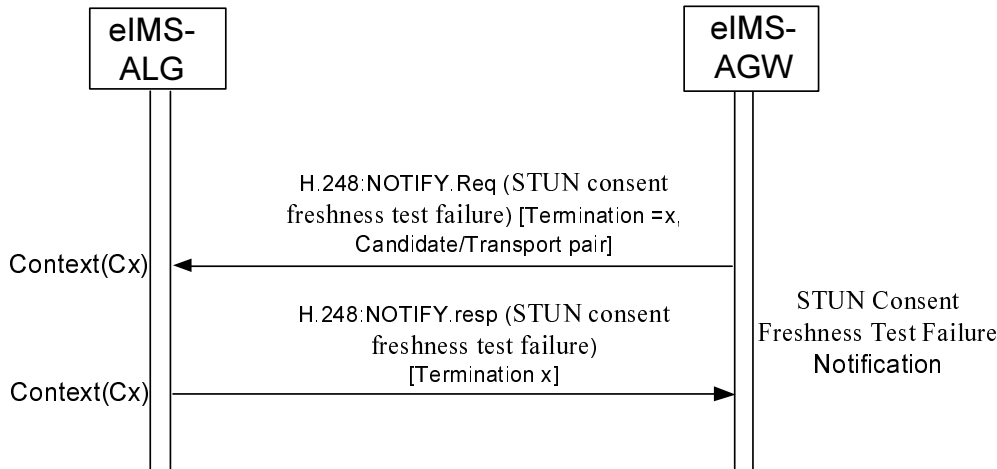 eIMS-
ALG
eIMS-
AGW
H.248:NOTIFY.Req (STUN consent
freshness test failure) [Termination =x,
Candidate/Transport pair]
Context(Cx)
H.248:NOTIFY.resp (STUN consent
freshness test failure)
[Termination x]
Context(Cx)
STUN Consent
Freshness Test Failure
Notification